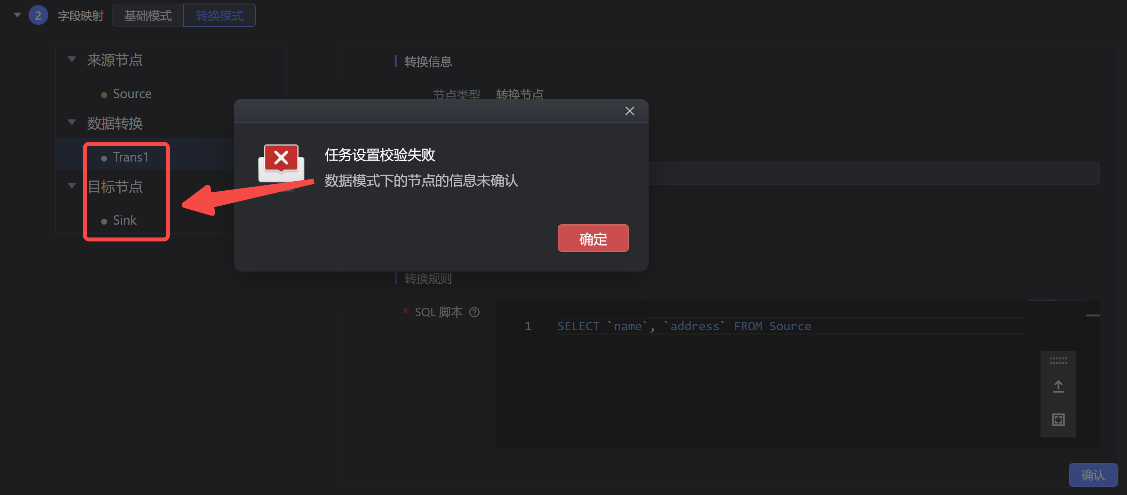 2 字段映射 基础模式 转换模式
来源节点
转换信息
Source
节点类型 转换节点
数据转换
Trans1
任务设置校验失败
数据模式下的节点的信息未确认
目标节点
Sink
确定
转换规则
* SQL 脚本
1 SELECT `name`, `address` FROM Source
确认